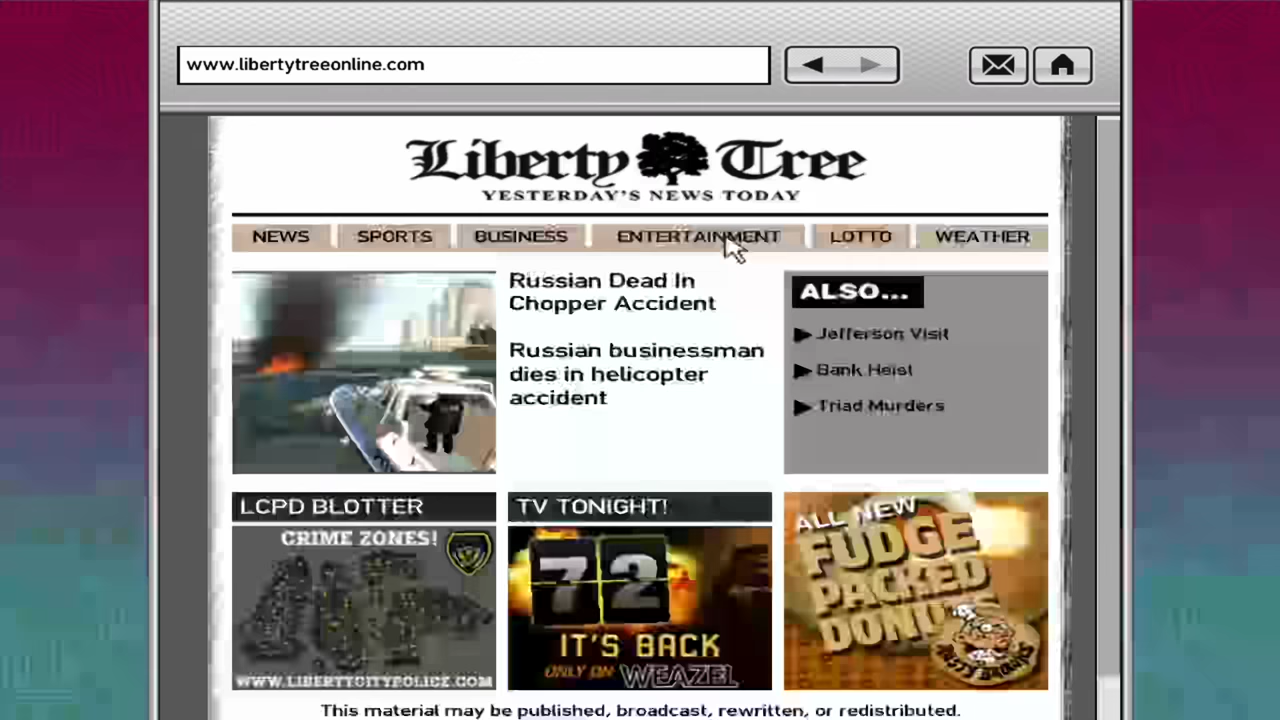 www.libertytreeonline.com
Liberty Tree
YESTERDAY'S NEWS TODAY
NEWS SPORTS BUSINESS ENTERTAINMENT LOTTO WEATHER
Russian Dead In
Chopper Accident
Russian businessman
dies in helicopter
accident
ALSO...
Jefferson Visit
Bank Heist
Triad Murders
LCPD BLOTTER
CRIME ZONES!
WWW.LIBERTYCITYPOLICE.COM
TV TONIGHT!
72
IT'S BACK
ONLY ON WEAZEL
ALL NEW
FUDGE
PACKED
This material may be published, broadcast, rewritten, or redistributed.